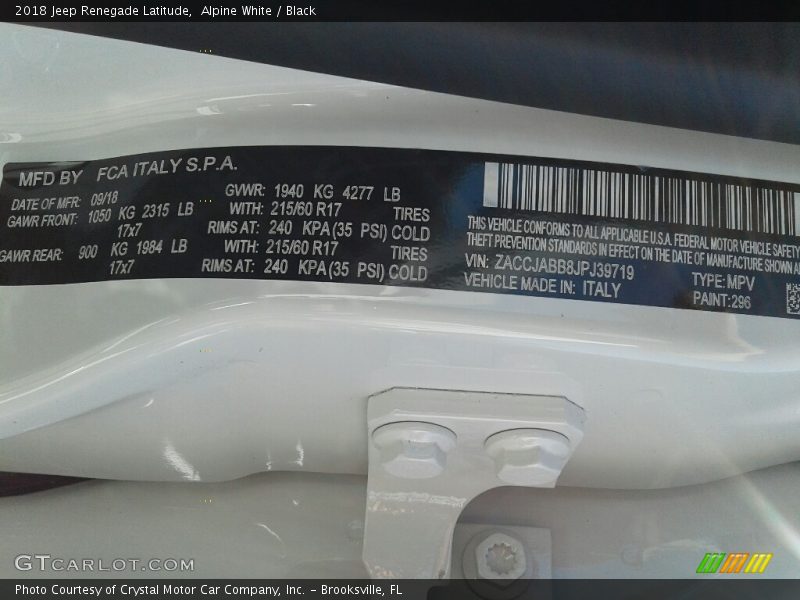 2018 Jeep Renegade Latitude,  Alpine White / Black
MFD BY FCA ITALY S.P.A.
DATE OF MFR: 09/18 GVWR: 1940 KG 4277 LB
GAWR FRONT: 1050 KG 2315 LB WITH: 215/60 R17 TIRES
17x7 RIMS AT: 240 KPA (35 PSI) COLD
GAWR REAR: 900 KG 1984 LB WITH: 215/60 R17 TIRES
17x7 RIMS AT: 240 KPA (35 PSI) COLD
THIS VEHICLE CONFORMS TO ALL APPLICABLE U.S.A. FEDERAL MOTOR VEHICLE SAFETY
THEFT PREVENTION STANDARDS IN EFFECT ON THE DATE OF MANUFACTURE SHOWN
VIN: ZACCJABB8JPJ39719 TYPE: MPV
VEHICLE MADE IN: ITALY PAINT: 296
GTCARLOT.COM
Photo Courtesy of Crystal Motor Car Company, Inc. – Brooksville, FL